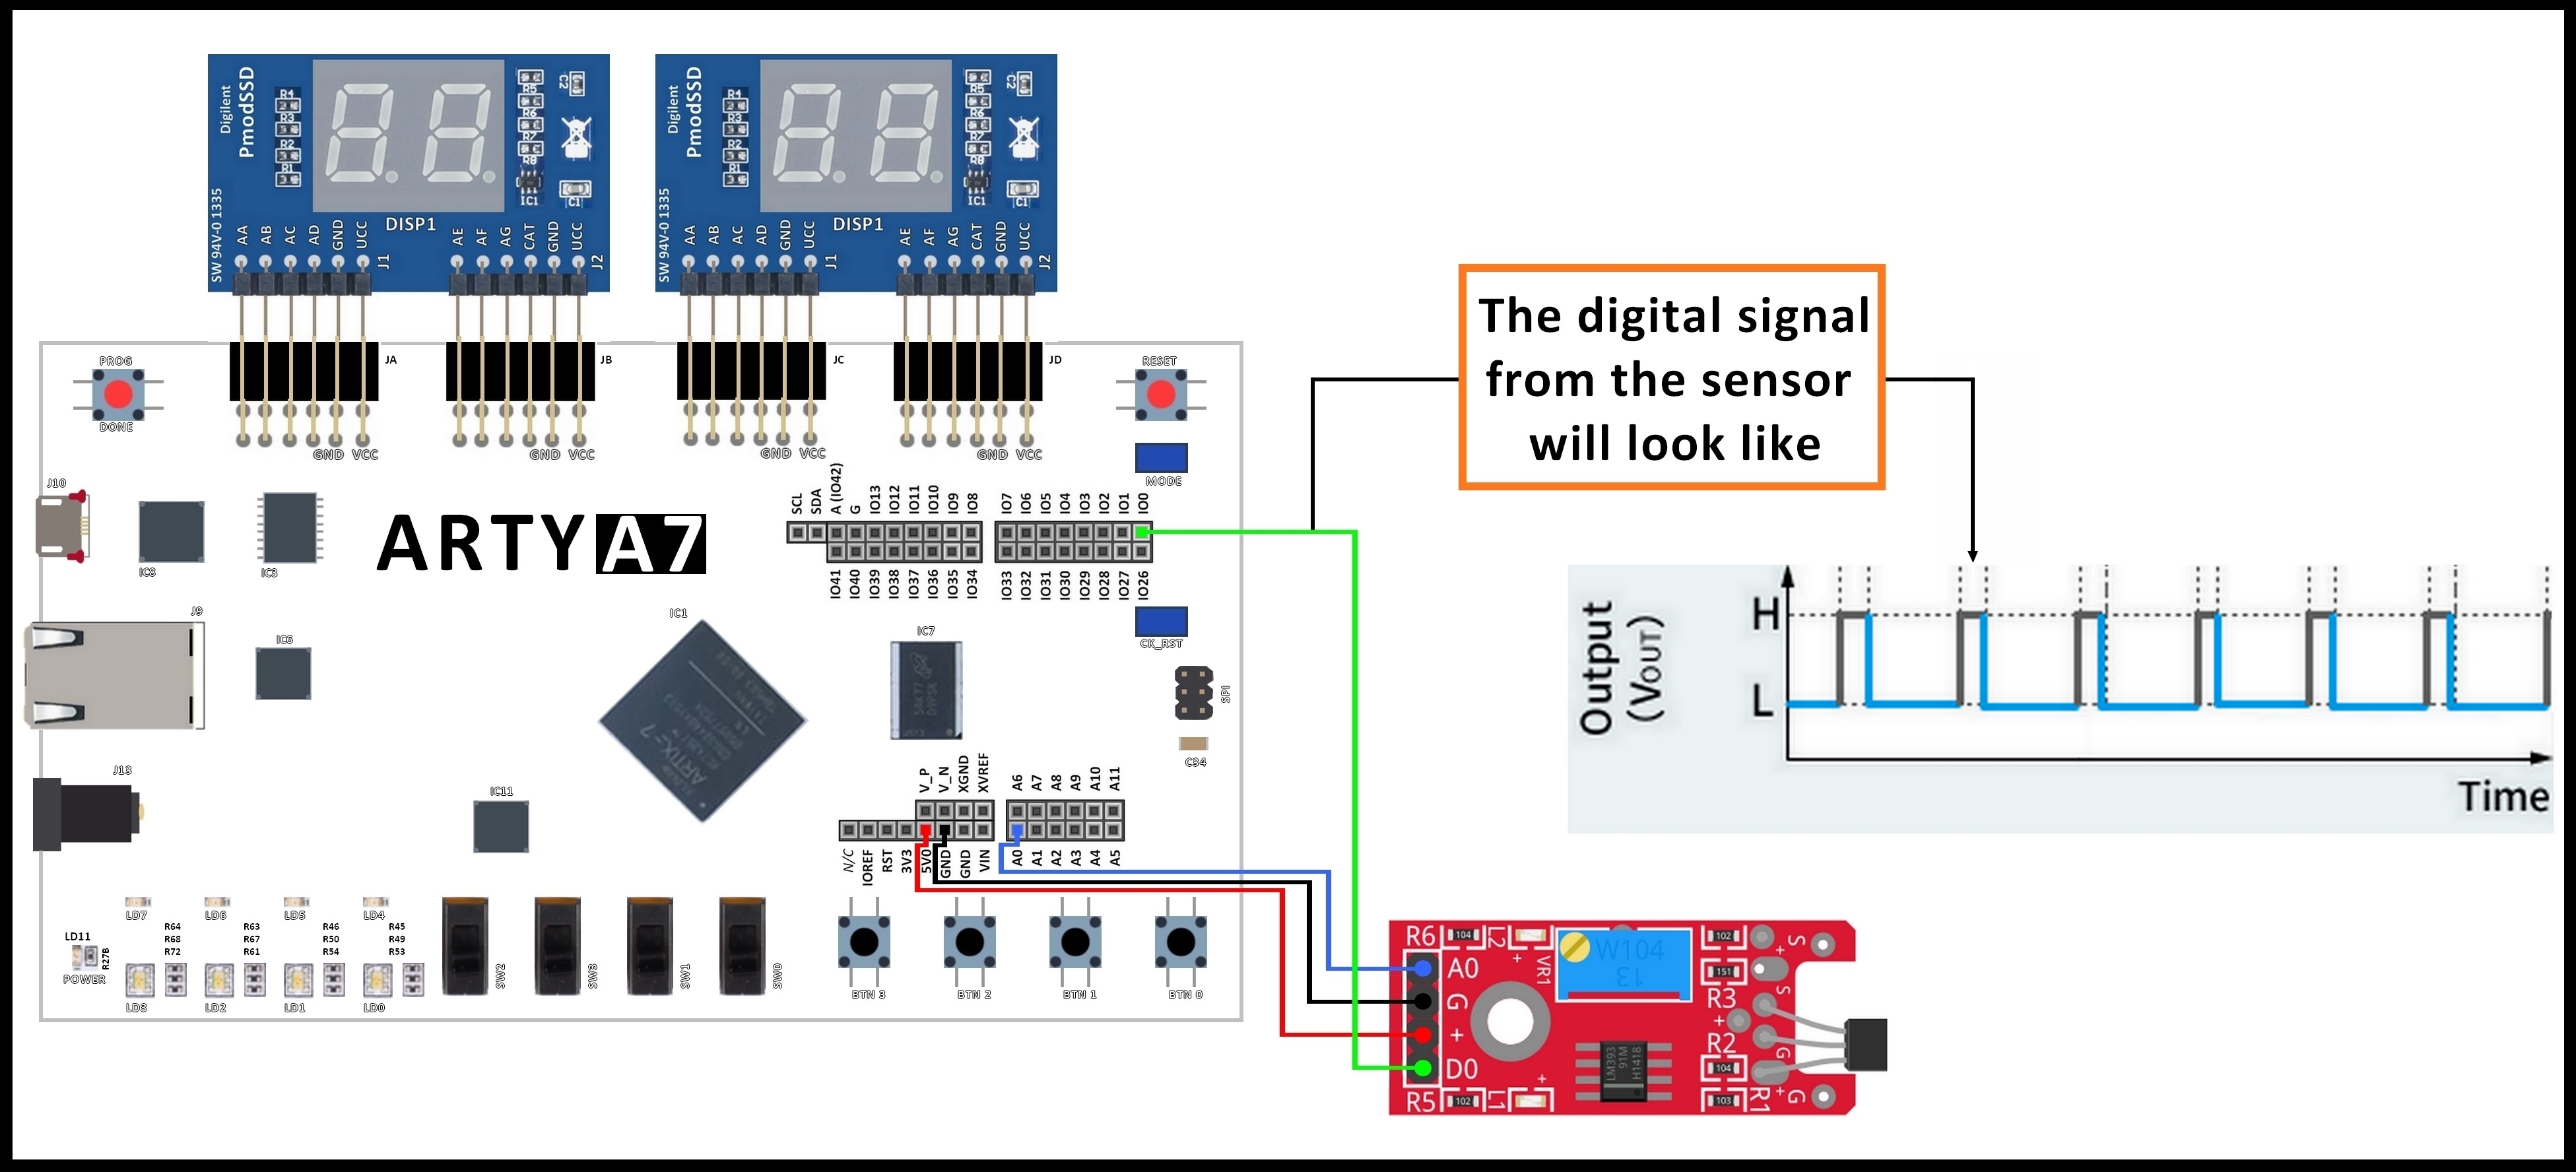 Digilent
PmodSSD
SW 94V-0 1335
R4
R3
R2
R1
R5
R6
R7
R8
IC1
C2
C1
DISP1
AA AB AC AD GND UCC
J1
AE AF AG CAT GND UCC
J2
Digilent
PmodSSD
SW 94V-0 1335
R4
R3
R2
R1
R5
R6
R7
R8
IC1
C2
C1
DISP1
AA AB AC AD GND UCC
J1
AE AF AG CAT GND UCC
J2
PROG
DONE
JA
JB
JC
JD
GND VCC
GND VCC
GND VCC
GND VCC
RESET
MODE
The digital signal
from the sensor
will look like
J10
IC8
IC3
ARTY A7
SCL SDA A (IO42) G IO13 IO12 IO11 IO10 IO9 IO8
IO7 IO6 IO5 IO4 IO3 IO2 IO1 IO0
IO41 IO40 IO39 IO38 IO37 IO36 IO35 IO34
IO33 IO32 IO31 IO30 IO29 IO28 IO27 IO26
CK_RST
J9
IC6
IC1
ARTIX-7
IC7
SPI
C34
Output
(VOUT)
H
L
Time
J13
IC11
V_P V_N XGND XVREF
A6 A7 A8 A9 A10 A11
N/C IOREF RST 3V3 5V0 GND GND VIN
A0 A1 A2 A3 A4 A5
LD7
LD6
LD5
LD4
R64
R68
R72
R63
R67
R61
R46
R50
R54
R45
R49
R53
LD11
R27B
POWER
LD3
LD2
LD1
LD0
SW2
SW3
SW1
SW0
BTN 3
BTN 2
BTN 1
BTN 0
R6
104
L2
+
VR1
W104
13
102
+
S
A0
G
+
D0
151
S
R3
+
R2
G
104
R5
102
L1
+
LM393
91M
H1418
103
R1
+
G